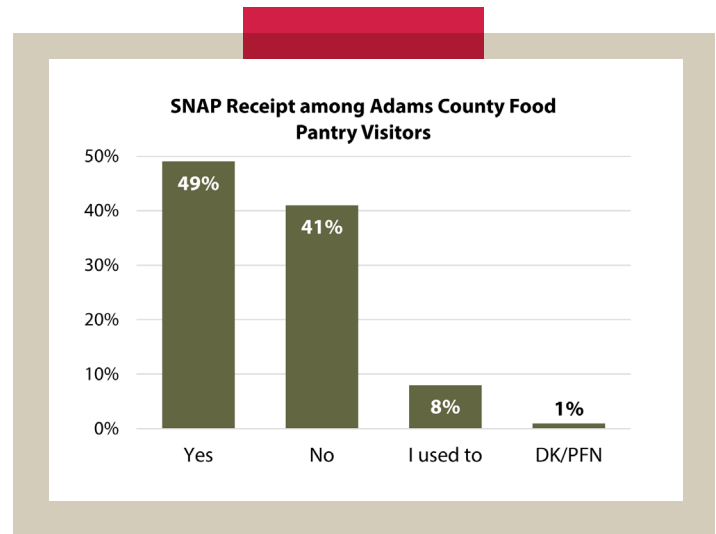 SNAP Receipt among Adams County Food
Pantry Visitors
50%
40%
30%
20%
10%
0%
49%
41%
8%
1%
Yes
No
I used to
DK/PFN